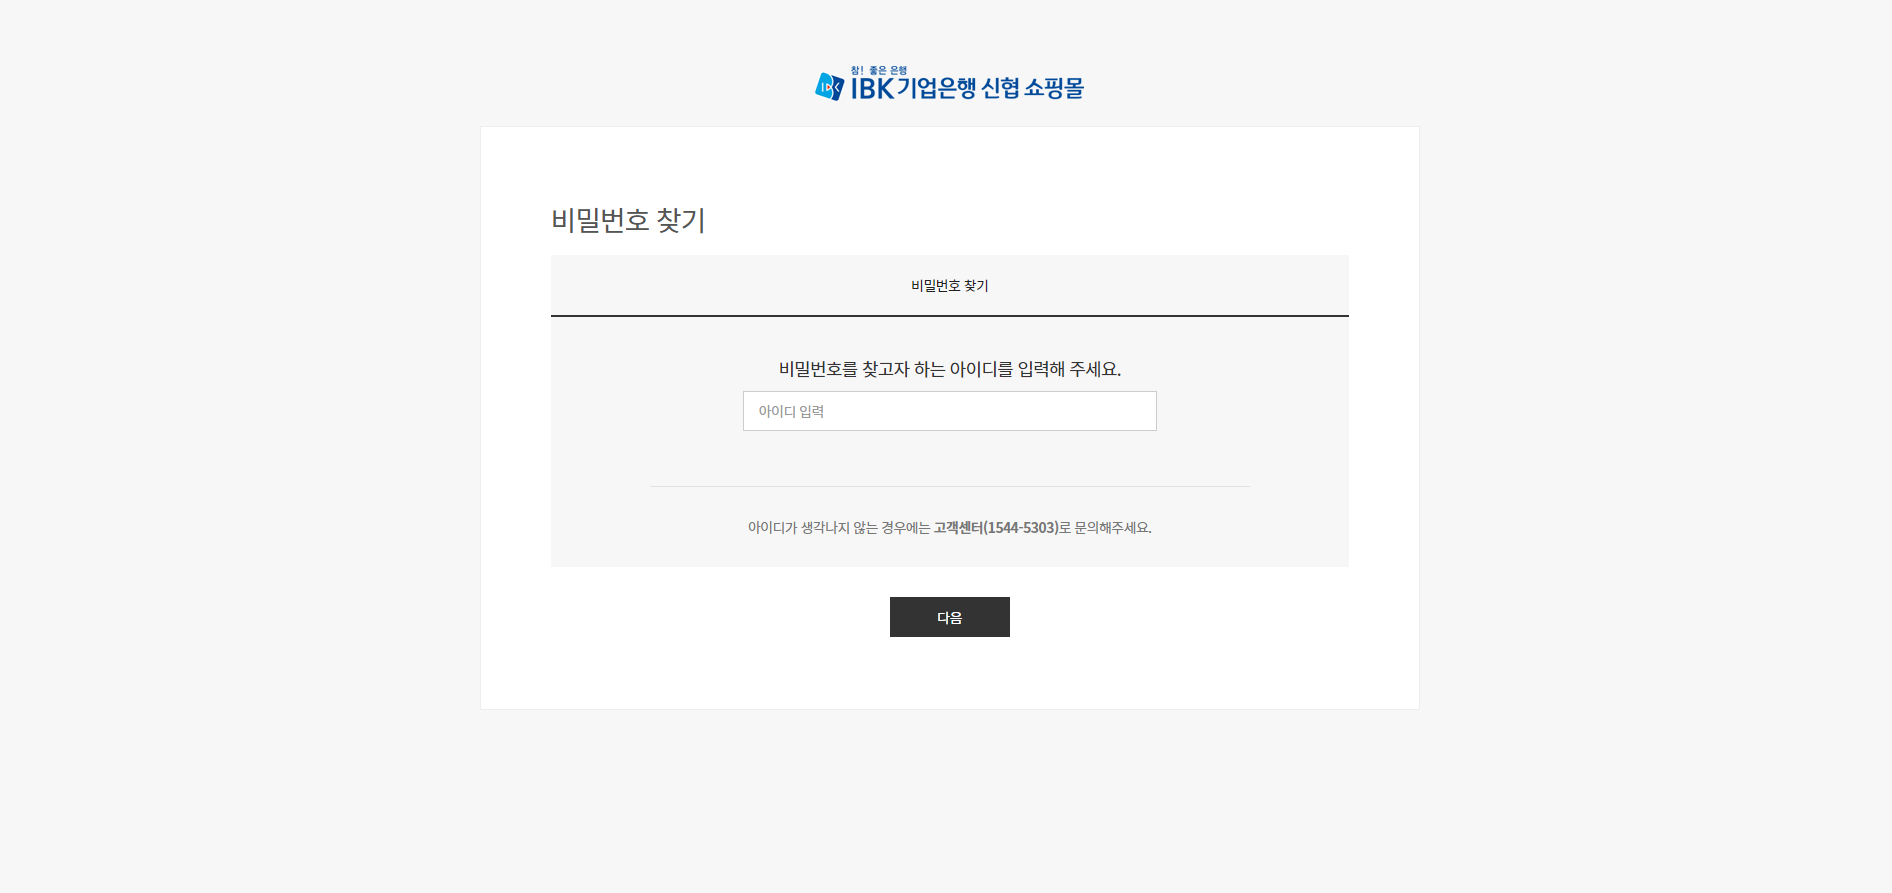 참! 좋은 은행
IBK기업은행 신협 쇼핑몰
비밀번호 찾기
비밀번호 찾기
비밀번호를 찾고자 하는 아이디를 입력해 주세요.
아이디 입력
아이디가 생각나지 않는 경우에는 고객센터(1544-5303)로 문의해주세요.
다음